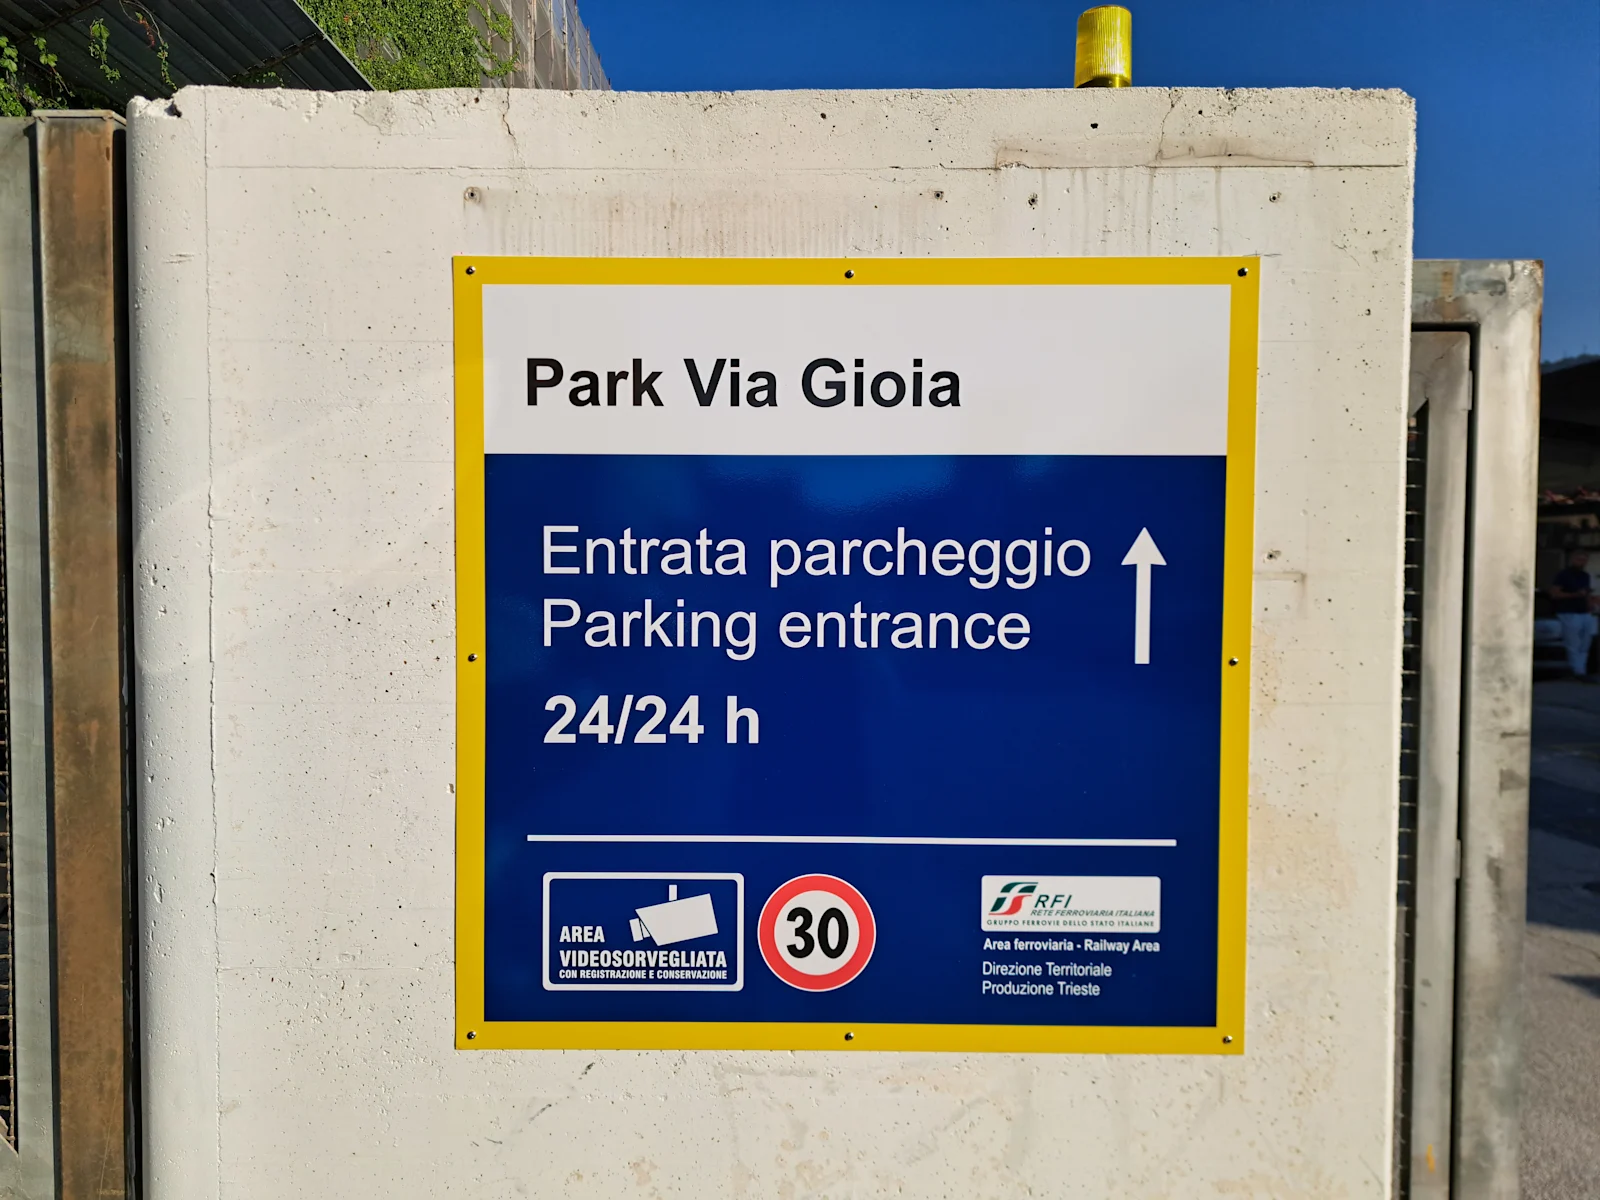 Park Via Gioia
Entrata parcheggio
Parking entrance
24/24 h
AREA
VIDEOSORVEGLIATA
CON REGISTRAZIONE E CONSERVAZIONE
30
RFI
RETE FERROVIARIA ITALIANA
GRUPPO FERROVIE DELLO STATO ITALIANE
Area ferroviaria - Railway Area
Direzione Territoriale
Produzione Trieste